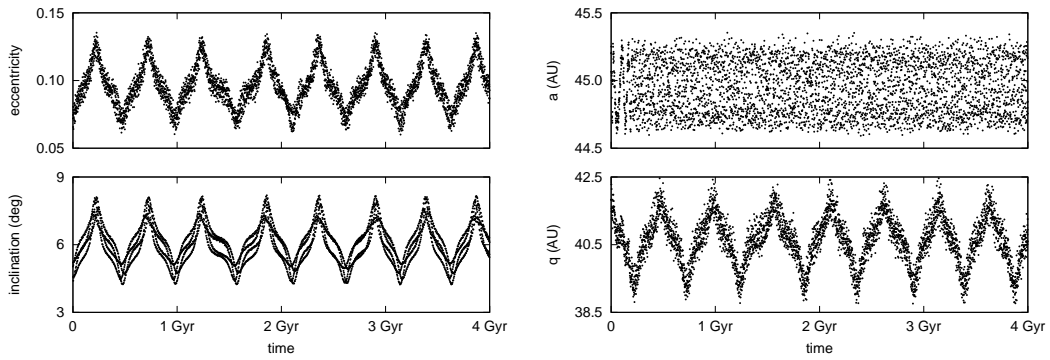 eccentricity
0.15
0.10
0.05
inclination (deg)
9
6
3
0
1 Gyr
2 Gyr
3 Gyr
4 Gyr
time
a (AU)
45.5
45.0
44.5
q (AU)
42.5
40.5
38.5
0
1 Gyr
2 Gyr
3 Gyr
4 Gyr
time